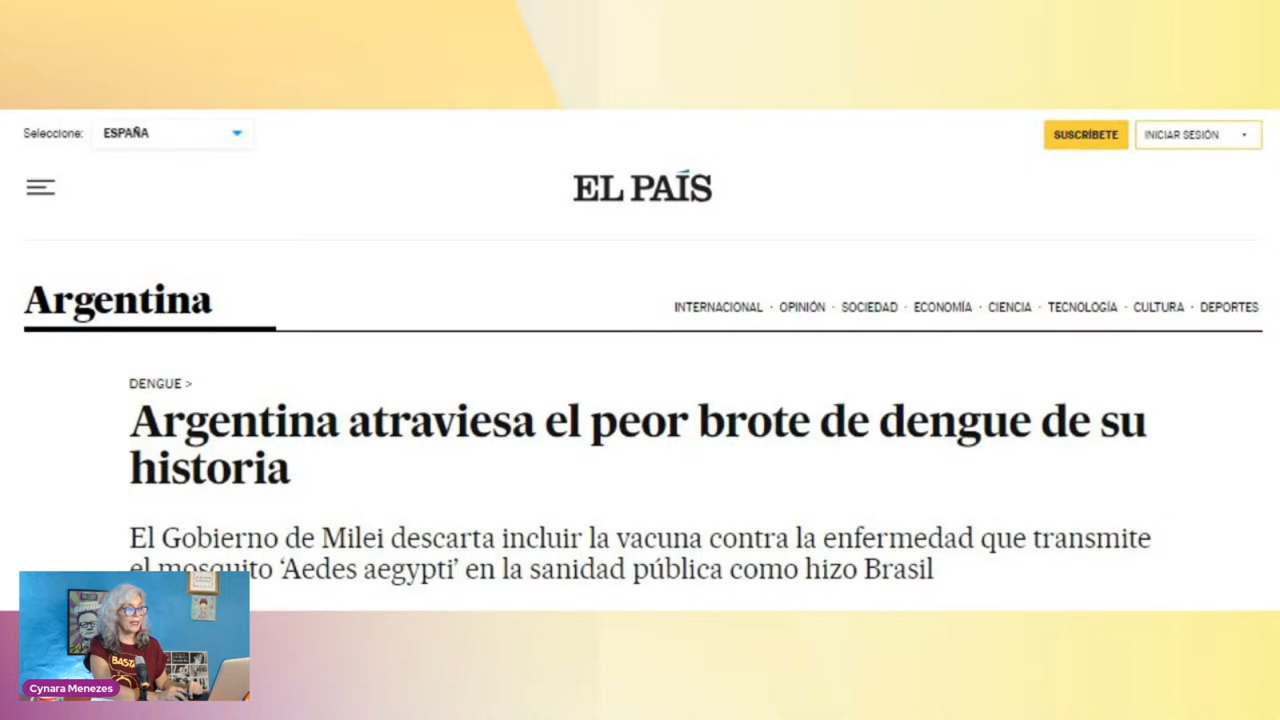 Seleccione: ESPAÑA
SUSCRÍBETE
INICIAR SESIÓN
EL PAÍS
Argentina
INTERNACIONAL · OPINIÓN · SOCIEDAD · ECONOMÍA · CIENCIA · TECNOLOGÍA · CULTURA · DEPORTES
DENGUE >
Argentina atraviesa el peor brote de dengue de su
historia
El Gobierno de Milei descarta incluir la vacuna contra la enfermedad que transmite
el mosquito ‘Aedes aegypti’ en la sanidad pública como hizo Brasil
BASTA
Cynara Menezes